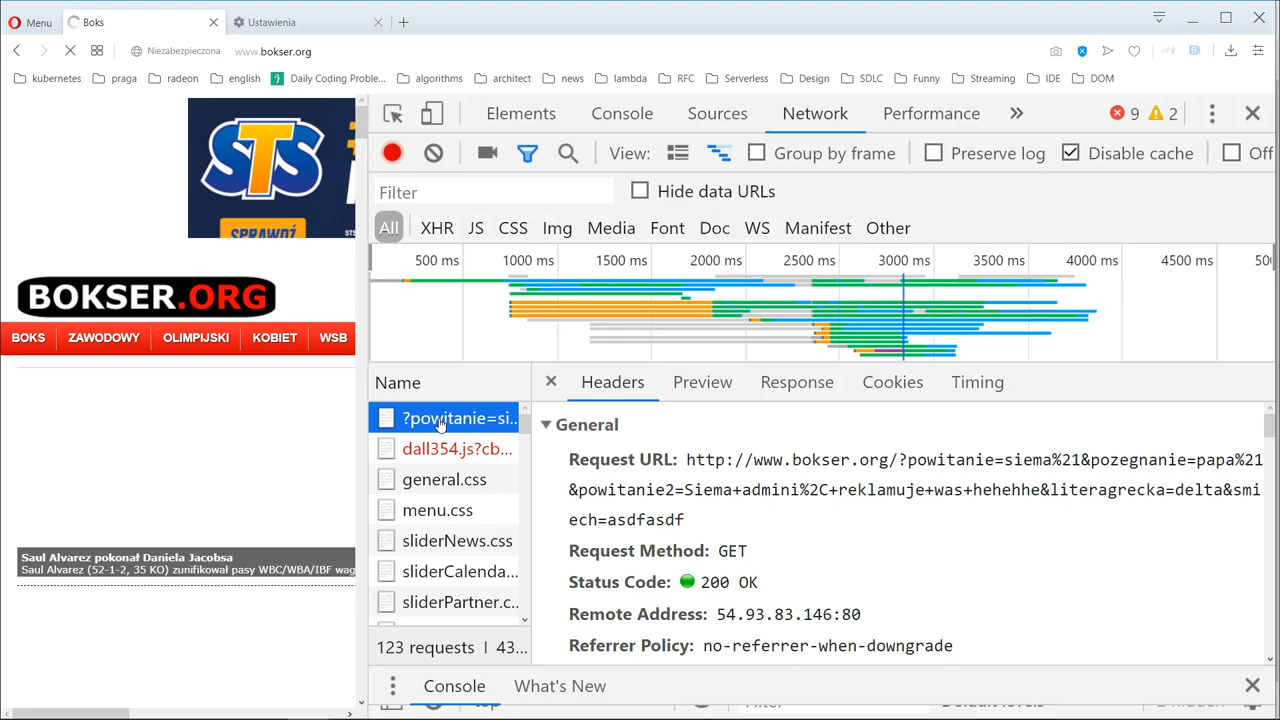 Menu
Boks
Ustawienia
Niezabezpieczona www.bokser.org
kubernetes praga radeon english Daily Coding Proble... algorithms architect news lambda RFC Serverless Design SDLC Funny Streaming IDE DOM
STS
SPRAWDŹ
BOKSER.ORG
BOKS ZAWODOWY OLIMPIJSKI KOBIET WSB
Saul Alvarez pokonał Daniela Jacobsa
Saul Alvarez (52-1-2, 35 KO) zunifikował pasy WBC/WBA/IBF wag
Elements Console Sources Network Performance 9 2
View: Group by frame Preserve log Disable cache Off
Filter Hide data URLs
All XHR JS CSS Img Media Font Doc WS Manifest Other
500 ms 1000 ms 1500 ms 2000 ms 2500 ms 3000 ms 3500 ms 4000 ms 4500 ms 50
Name
?powitanie=si...
dall354.js?cb...
general.css
menu.css
sliderNews.css
sliderCalenda...
sliderPartner.c...
123 requests | 43...
Headers Preview Response Cookies Timing
General
Request URL: http://www.bokser.org/?powitanie=siema%21&pozegnanie=papa%21
&powitanie2=Siema+admini%2C+reklamuje+was+hehehhe&literagrecka=delta&smi
ech=asdfasdf
Request Method: GET
Status Code: 200 OK
Remote Address: 54.93.83.146:80
Referrer Policy: no-referrer-when-downgrade
Console What's New